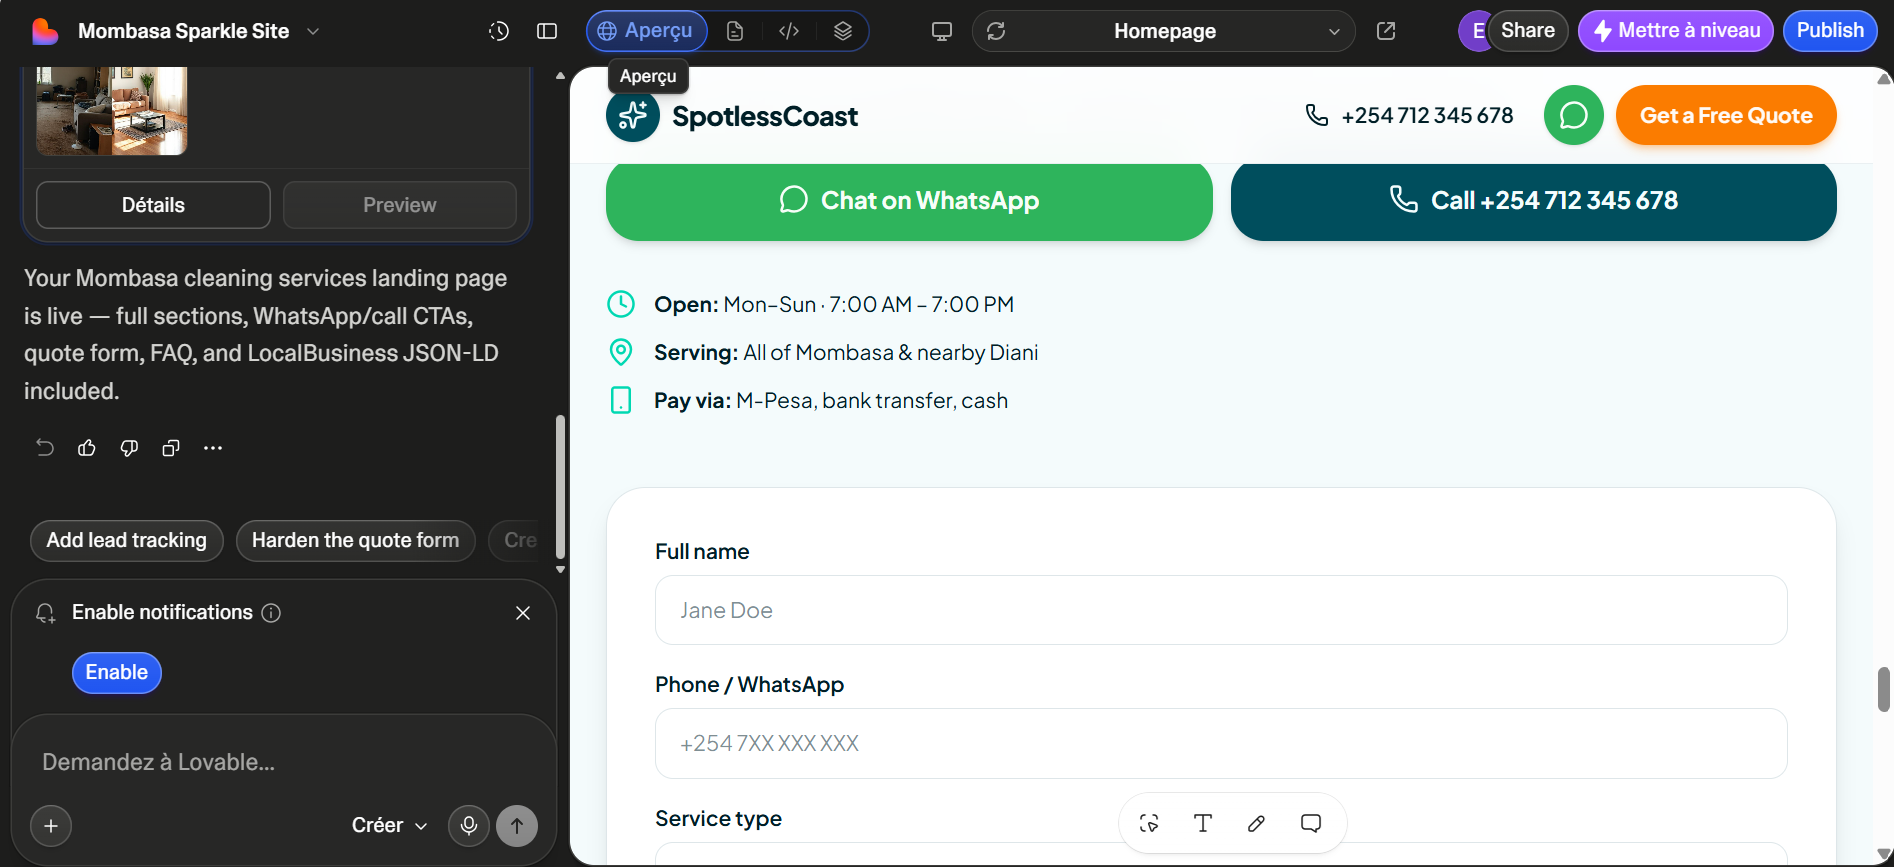 Mombasa Sparkle Site
Aperçu
Homepage
E
Share
Mettre à niveau
Publish
Aperçu
Détails
Preview
Your Mombasa cleaning services landing page
is live — full sections, WhatsApp/call CTAs,
quote form, FAQ, and LocalBusiness JSON-LD
included.
Add lead tracking
Harden the quote form
Cre
Enable notifications
Enable
Demandez à Lovable...
Créer
SpotlessCoast
+254 712 345 678
Get a Free Quote
Chat on WhatsApp
Call +254 712 345 678
Open: Mon–Sun · 7:00 AM – 7:00 PM
Serving: All of Mombasa & nearby Diani
Pay via: M-Pesa, bank transfer, cash
Full name
Jane Doe
Phone / WhatsApp
+254 7XX XXX XXX
Service type